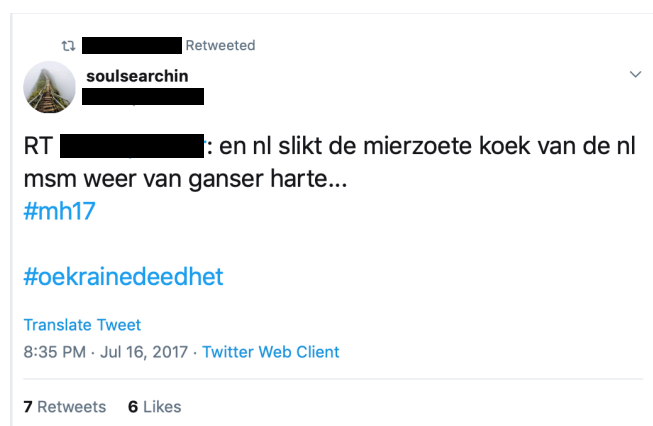 Retweeted
soulsearchin
RT : en nl slikt de mierzoete koek van de nl
msm weer van ganser harte...
#mh17
#oekrainedeedhet
Translate Tweet
8:35 PM · Jul 16, 2017 · Twitter Web Client
7 Retweets 6 Likes